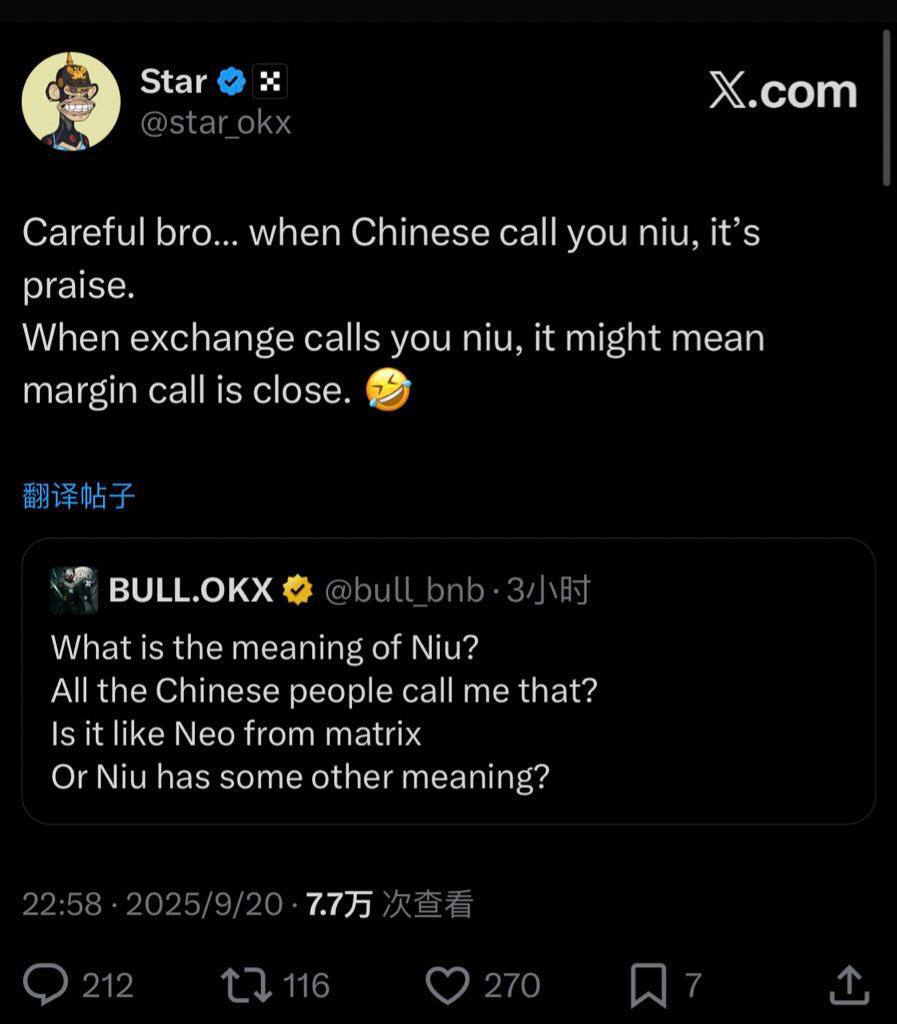 Star
@star_okx
X.com
Careful bro... when Chinese call you niu, it’s
praise.
When exchange calls you niu, it might mean
margin call is close. 🤣
翻译帖子
BULL.OKX @bull_bnb · 3小时
What is the meaning of Niu?
All the Chinese people call me that?
Is it like Neo from matrix
Or Niu has some other meaning?
22:58 · 2025/9/20 · 7.7万 次查看
212 116 270 7